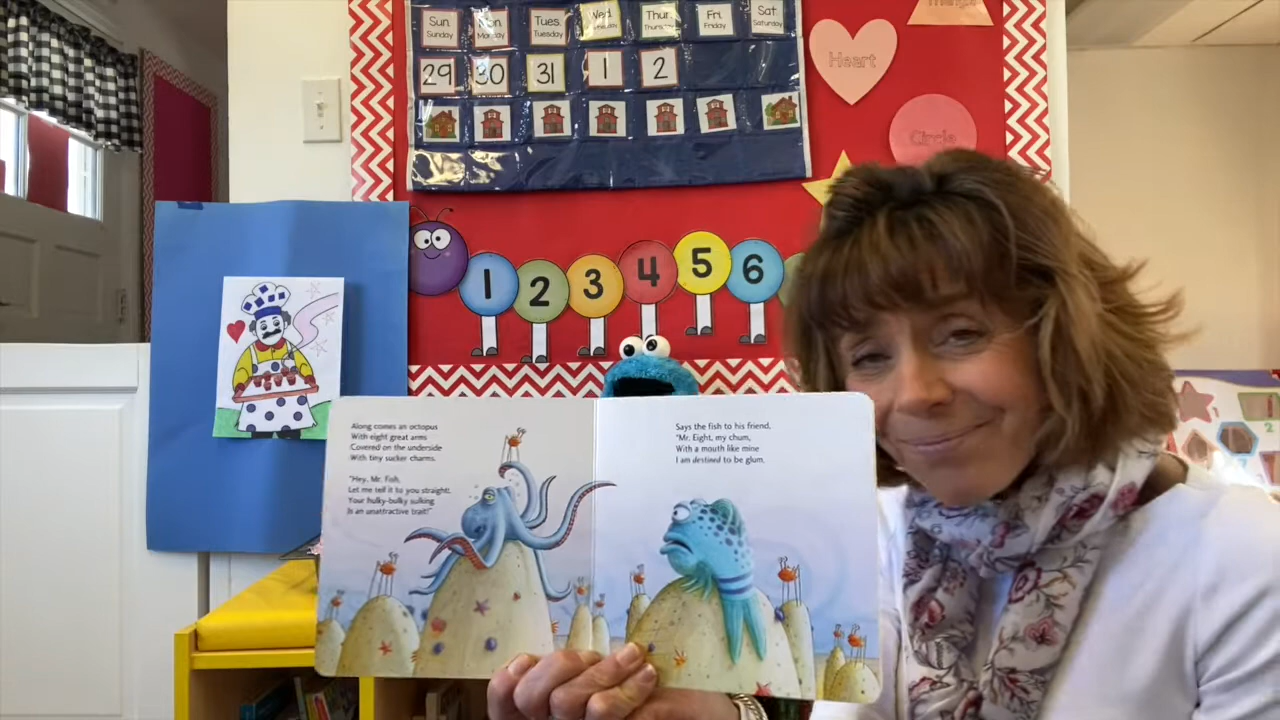 Sun. Mon Tues. Wed. Thur. Fri. Sat.
Sunday Monday Tuesday Wednesday Friday Saturday
29 30 31 1 2
Heart
Circle
1 2 3 4 5 6
Along comes an octopus
With eight great arms
Covered on the underside
With tiny sucker charms.
"Hey, Mr. Fish,
Let me tell it to you straight!
Your hulky-bulky sulking
Is an unattractive trait!"
Says the fish to his friend,
"Mr. Eight, my chum,
With a mouth like mine
I am destined to be glum.